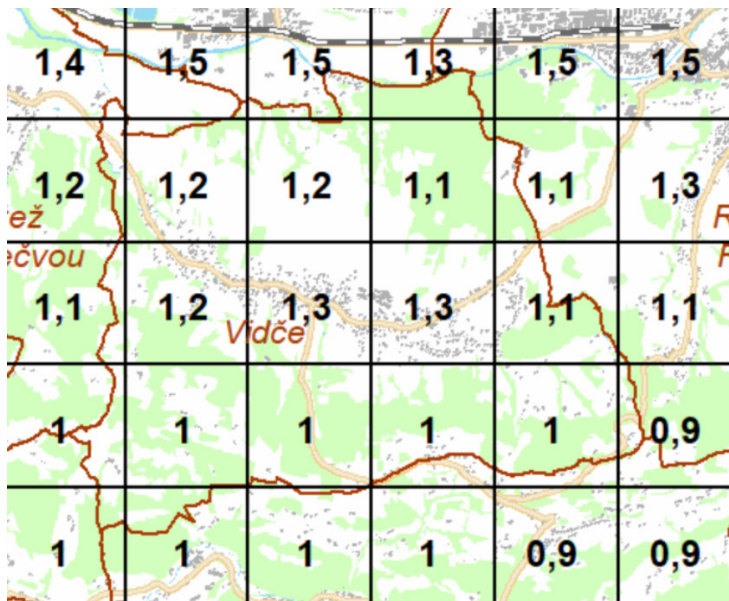 1,4 1,5 1,5 1,3 1,5 1,5
1,2 1,2 1,2 1,1 1,1 1,3
ež R
ečvou
1,1 1,2 1,3 1,3 1,1 1,1
Vidče
1 1 1 1 1 0,9
1 1 1 1 0,9 0,9